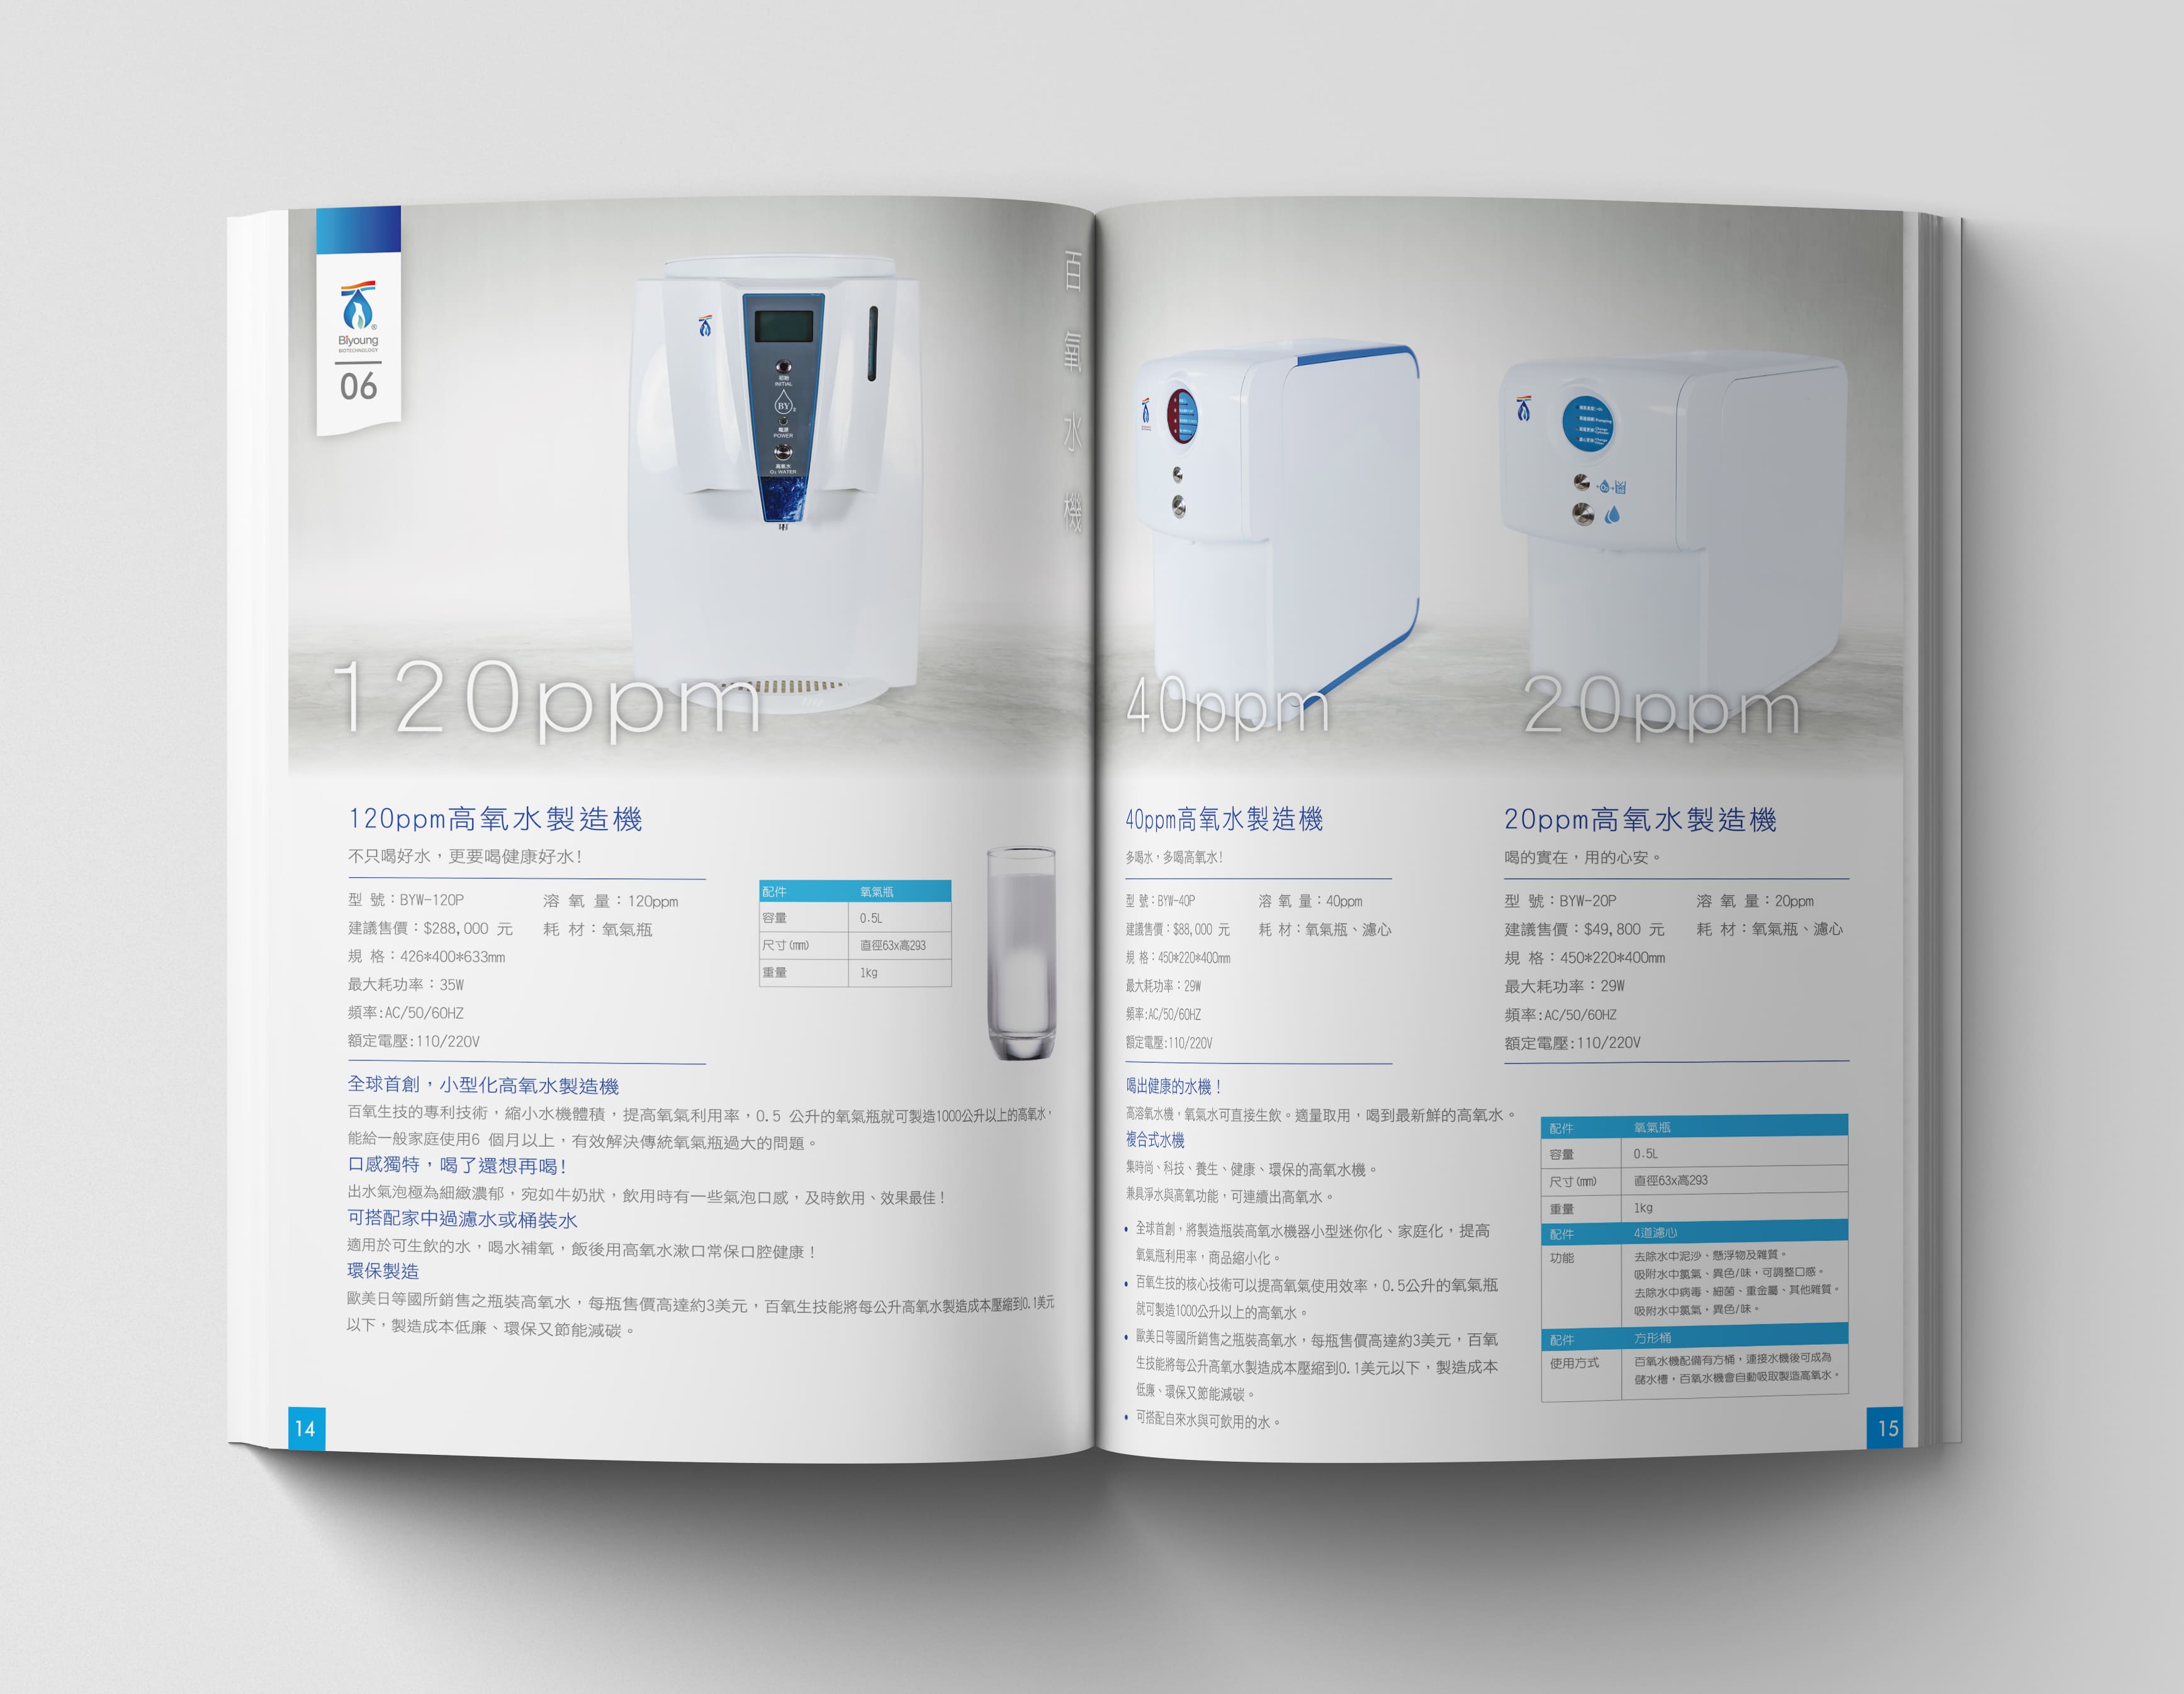 Biyoung
BIOTECHNOLOGY
06
百氧水機
初始
INITIAL
BY
電源
POWER
高氧水
O₂ WATER
120ppm
120ppm高氧水製造機
不只喝好水，更要喝健康好水！
型 號：BYW-120P 溶 氧 量：120ppm
建議售價：$288,000 元 耗 材：氧氣瓶
規 格：426*400*633mm
最大耗功率：35W
頻率:AC/50/60HZ
額定電壓:110/220V
配件 氧氣瓶
容量 0.5L
尺寸(mm) 直徑63x高293
重量 1kg
全球首創，小型化高氧水製造機
百氧生技的專利技術，縮小水機體積，提高氧氣利用率，0.5 公升的氧氣瓶就可製造1000公升以上的高氧水，
能給一般家庭使用6 個月以上，有效解決傳統氧氣瓶過大的問題。
口感獨特，喝了還想再喝！
出水氣泡極為細緻濃郁，宛如牛奶狀，飲用時有一些氣泡口感，及時飲用、效果最佳！
可搭配家中過濾水或桶裝水
適用於可生飲的水，喝水補氧，飯後用高氧水漱口常保口腔健康！
環保製造
歐美日等國所銷售之瓶裝高氧水，每瓶售價高達約3美元，百氧生技能將每公升高氧水製造成本壓縮到0.1美元
以下，製造成本低廉、環保又節能減碳。
14
40ppm
40ppm高氧水製造機
多喝水，多喝高氧水！
型 號：BYW-40P 溶 氧 量：40ppm
建議售價：$88,000 元 耗 材：氧氣瓶、濾心
規 格：450*220*400mm
最大耗功率：29W
頻率:AC/50/60HZ
額定電壓:110/220V
喝出健康的水機！
高溶氧水機，氧氣水可直接生飲。適量取用，喝到最新鮮的高氧水。
複合式水機
集時尚、科技、養生、健康、環保的高氧水機。
兼具淨水與高氧功能，可連續出高氧水。
• 全球首創，將製造瓶裝高氧水機器小型迷你化、家庭化，提高
氧氣瓶利用率，商品縮小化。
• 百氧生技的核心技術可以提高氧氣使用效率，0.5公升的氧氣瓶
就可製造1000公升以上的高氧水。
• 歐美日等國所銷售之瓶裝高氧水，每瓶售價高達約3美元，百氧
生技能將每公升高氧水製造成本壓縮到0.1美元以下，製造成本
低廉、環保又節能減碳。
• 可搭配自來水與可飲用的水。
20ppm
20ppm高氧水製造機
喝的實在，用的心安。
型 號：BYW-20P 溶 氧 量：20ppm
建議售價：$49,800 元 耗 材：氧氣瓶、濾心
規 格：450*220*400mm
最大耗功率：29W
頻率:AC/50/60HZ
額定電壓:110/220V
配件 氧氣瓶
容量 0.5L
尺寸(mm) 直徑63x高293
重量 1kg
配件 4道濾心
功能 去除水中泥沙、懸浮物及雜質。
吸附水中氯氣、異色/味，可調整口感。
去除水中病毒、細菌、重金屬、其他雜質。
吸附水中氯氣，異色/味。
配件 方形桶
使用方式 百氧水機配備有方桶，連接水機後可成為
儲水槽，百氧水機會自動吸取製造高氧水。
15